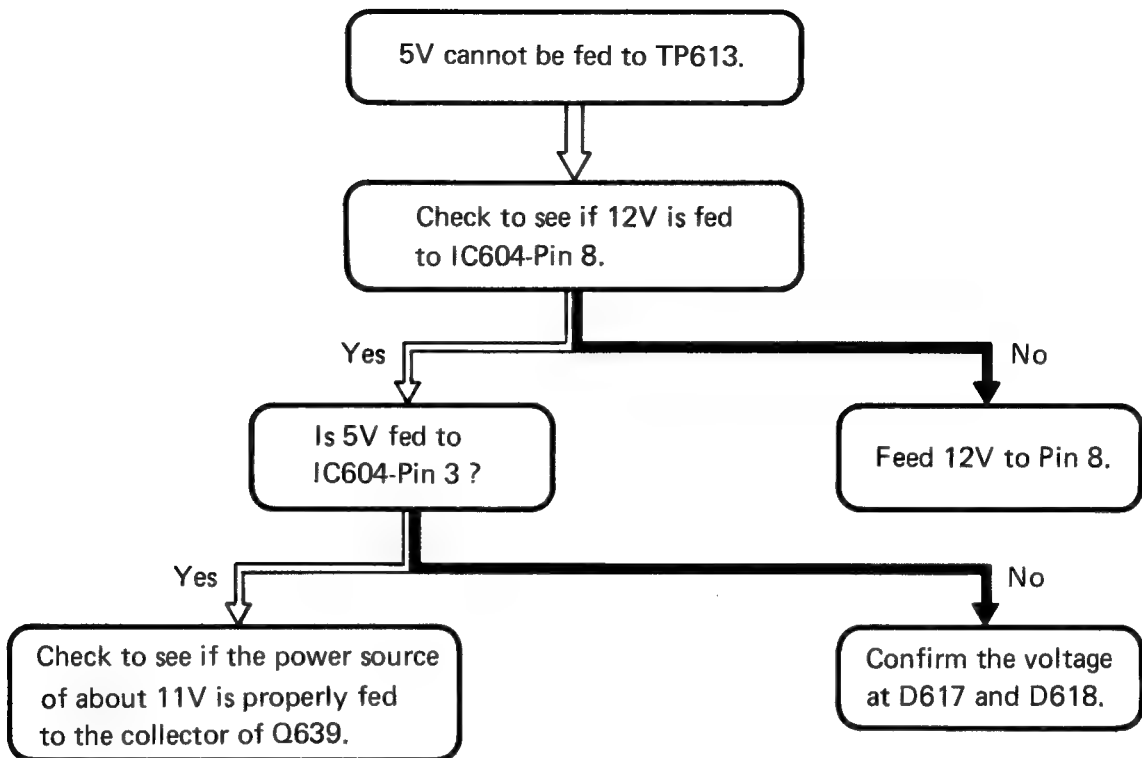 5V cannot be fed to TP613.
Check to see if 12V is fed
to IC604-Pin 8.
Yes
No
Is 5V fed to
IC604-Pin 3 ?
Feed 12V to Pin 8.
Yes
No
Check to see if the power source
of about 11V is properly fed
to the collector of Q639.
Confirm the voltage
at D617 and D618.